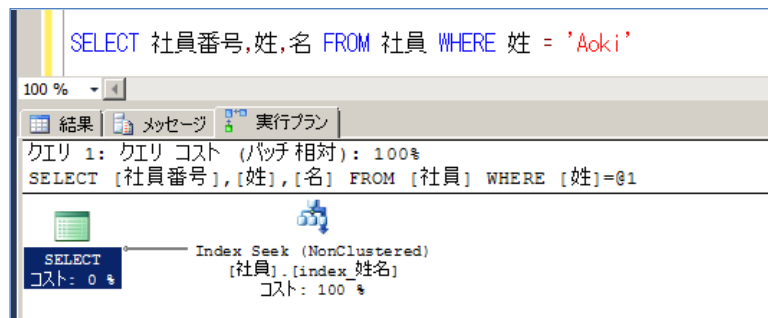 SELECT 社員番号,姓,名 FROM 社員 WHERE 姓 = 'Aoki'
100 %
結果 メッセージ 実行プラン
クエリ 1: クエリ コスト (バッチ相対): 100%
SELECT [社員番号],[姓],[名] FROM [社員] WHERE [姓]=@1
SELECT
コスト: 0 %
Index Seek (NonClustered)
[社員].[index_姓名]
コスト: 100 %